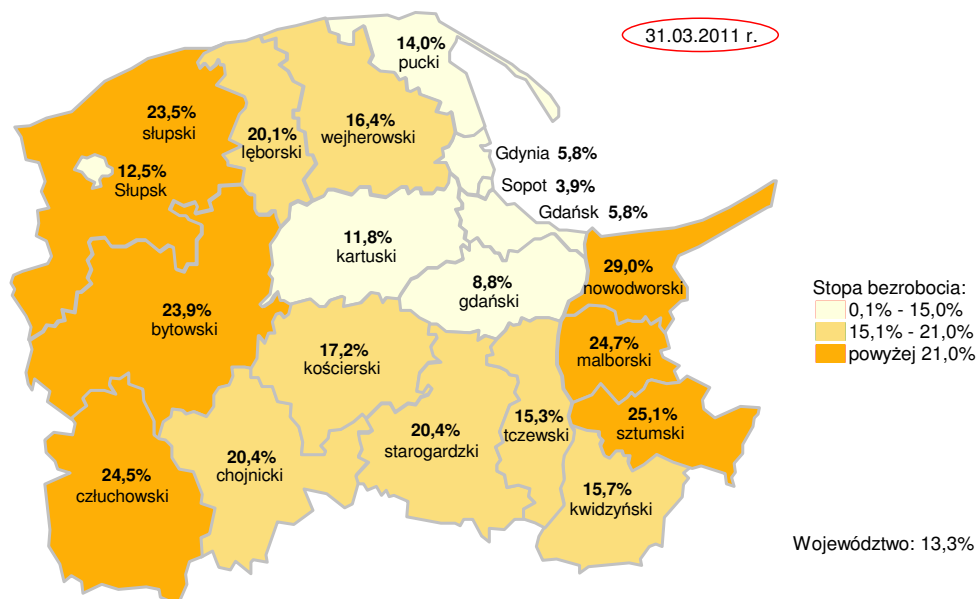 31.03.2011 r.
14,0%
pucki
23,5%
słupski
20,1%
lęborski
16,4%
wejherowski
Gdynia 5,8%
12,5%
Słupsk
Sopot 3,9%
Gdańsk 5,8%
11,8%
kartuski
8,8%
gdański
29,0%
nowodworski
Stopa bezrobocia:
0,1% - 15,0%
15,1% - 21,0%
powyżej 21,0%
23,9%
bytowski
17,2%
kościerski
24,7%
malborski
24,5%
człuchowski
20,4%
chojnicki
20,4%
starogardzki
15,3%
tczewski
25,1%
sztumski
15,7%
kwidzyński
Województwo: 13,3%